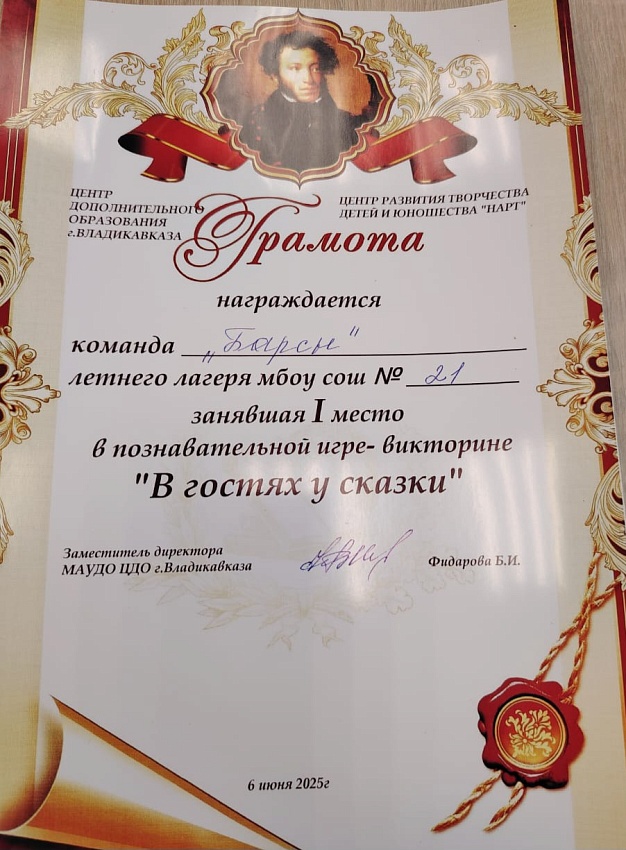 ЦЕНТР
ДОПОЛНИТЕЛЬНОГО
ОБРАЗОВАНИЯ
г.ВЛАДИКАВКАЗА
ЦЕНТР РАЗВИТИЯ ТВОРЧЕСТВА
ДЕТЕЙ И ЮНОШЕСТВА "НАРТ"
Грамота
награждается
команда „Барсы"
летнего лагеря мбоу сош № 21
занявшая I место
в познавательной игре- викторине
"В гостях у сказки"
Заместитель директора
МАУДО ЦДО г.Владикавказа
Фидарова Б.И.
6 июня 2025г